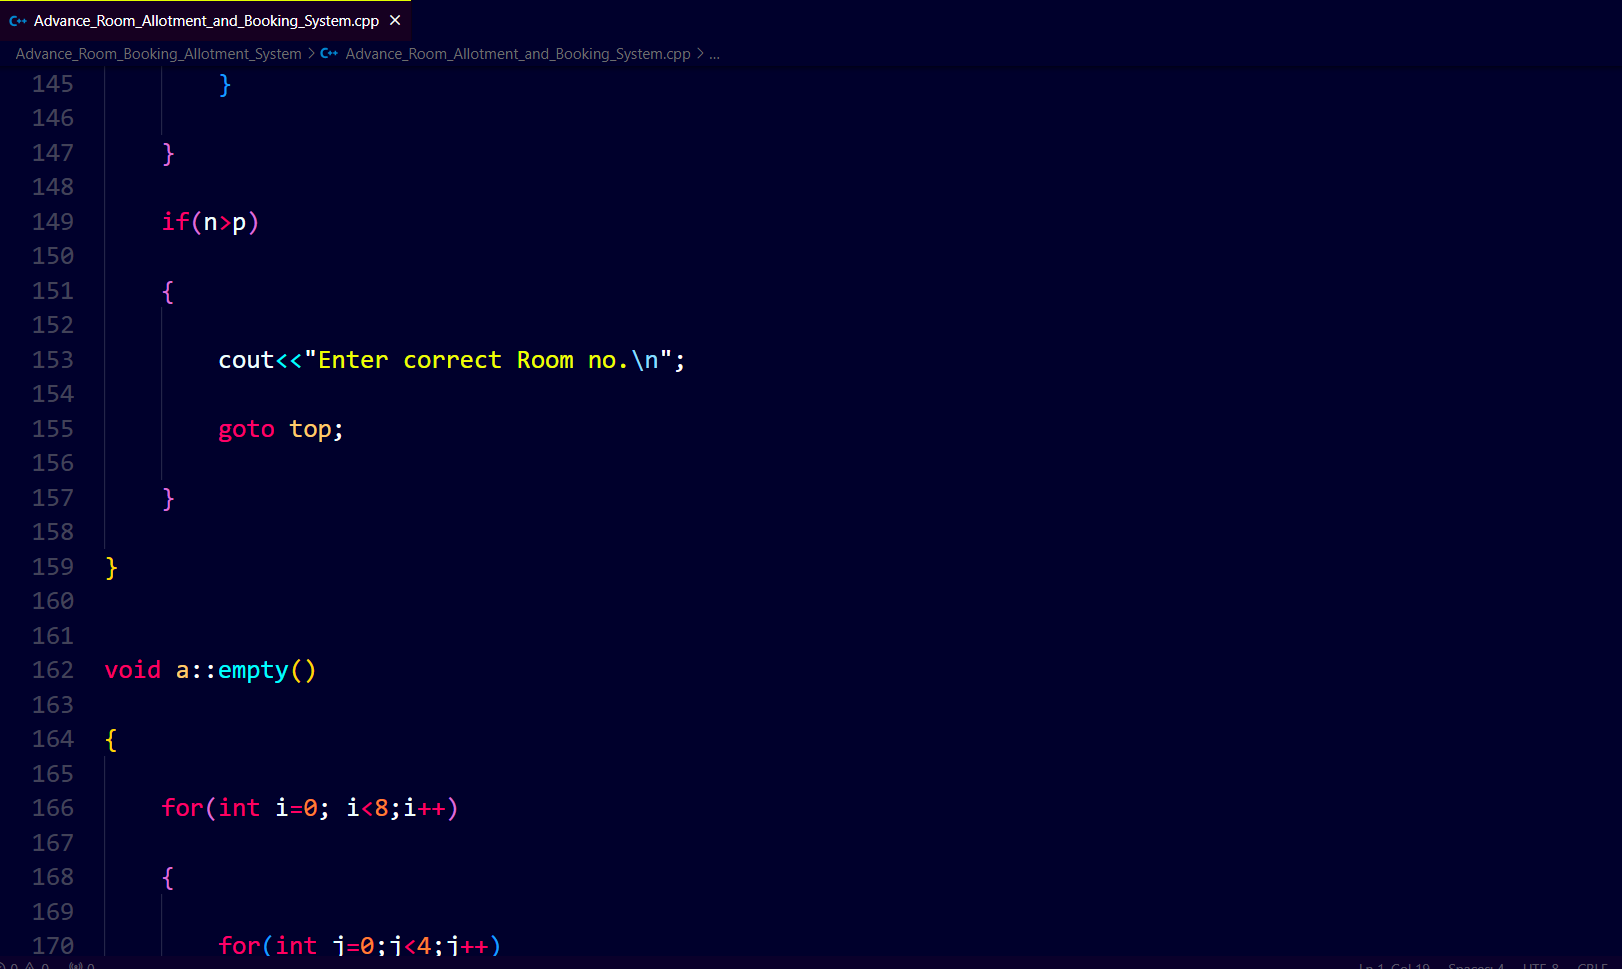 Advance_Room_Allotment_and_Booking_System.cpp
Advance_Room_Booking_Allotment_System > C++ Advance_Room_Allotment_and_Booking_System.cpp > ...
145 }
146
147 }
148
149 if(n>p)
150
151 {
152
153 cout<<"Enter correct Room no.\n";
154
155 goto top;
156
157 }
158
159 }
160
161
162 void a::empty()
163
164 {
165
166 for(int i=0; i<8;i++)
167
168 {
169
170 for(int j=0;j<4;j++)